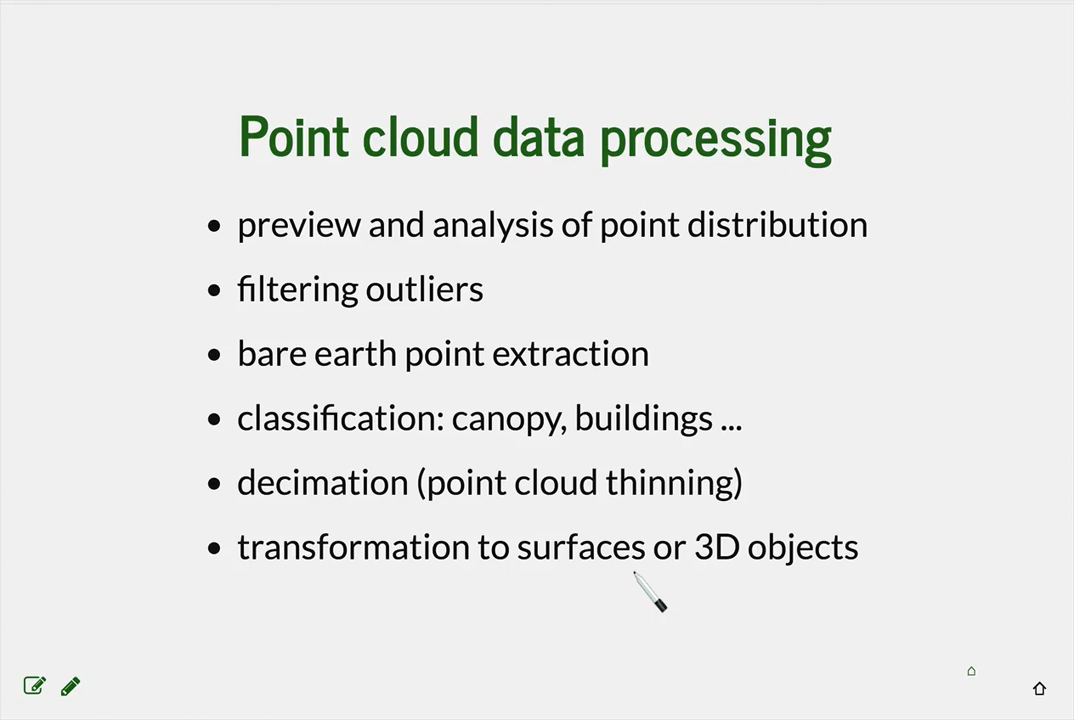 Point cloud data processing
preview and analysis of point distribution
filtering outliers
bare earth point extraction
classification: canopy, buildings ...
decimation (point cloud thinning)
transformation to surfaces or 3D objects